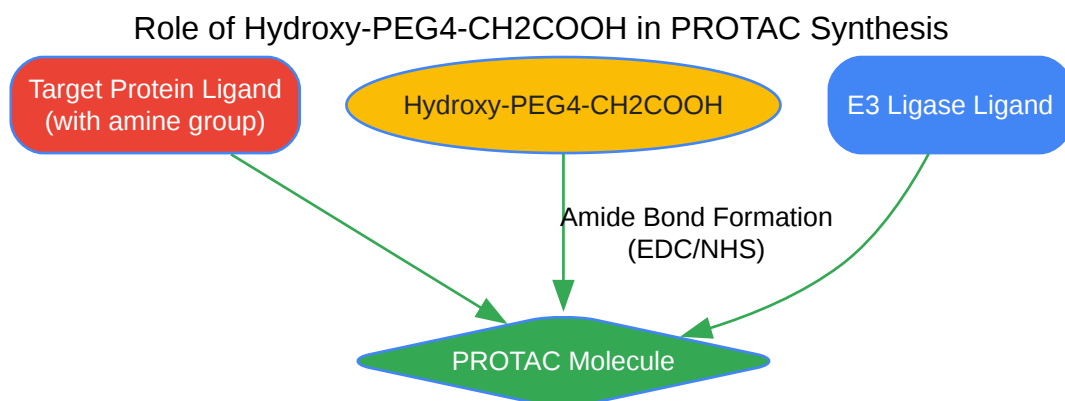 Role of Hydroxy-PEG4-CH2COOH in PROTAC Synthesis
Target Protein Ligand
(with amine group)
Hydroxy-PEG4-CH2COOH
E3 Ligase Ligand
Amide Bond Formation
(EDC/NHS)
PROTAC Molecule